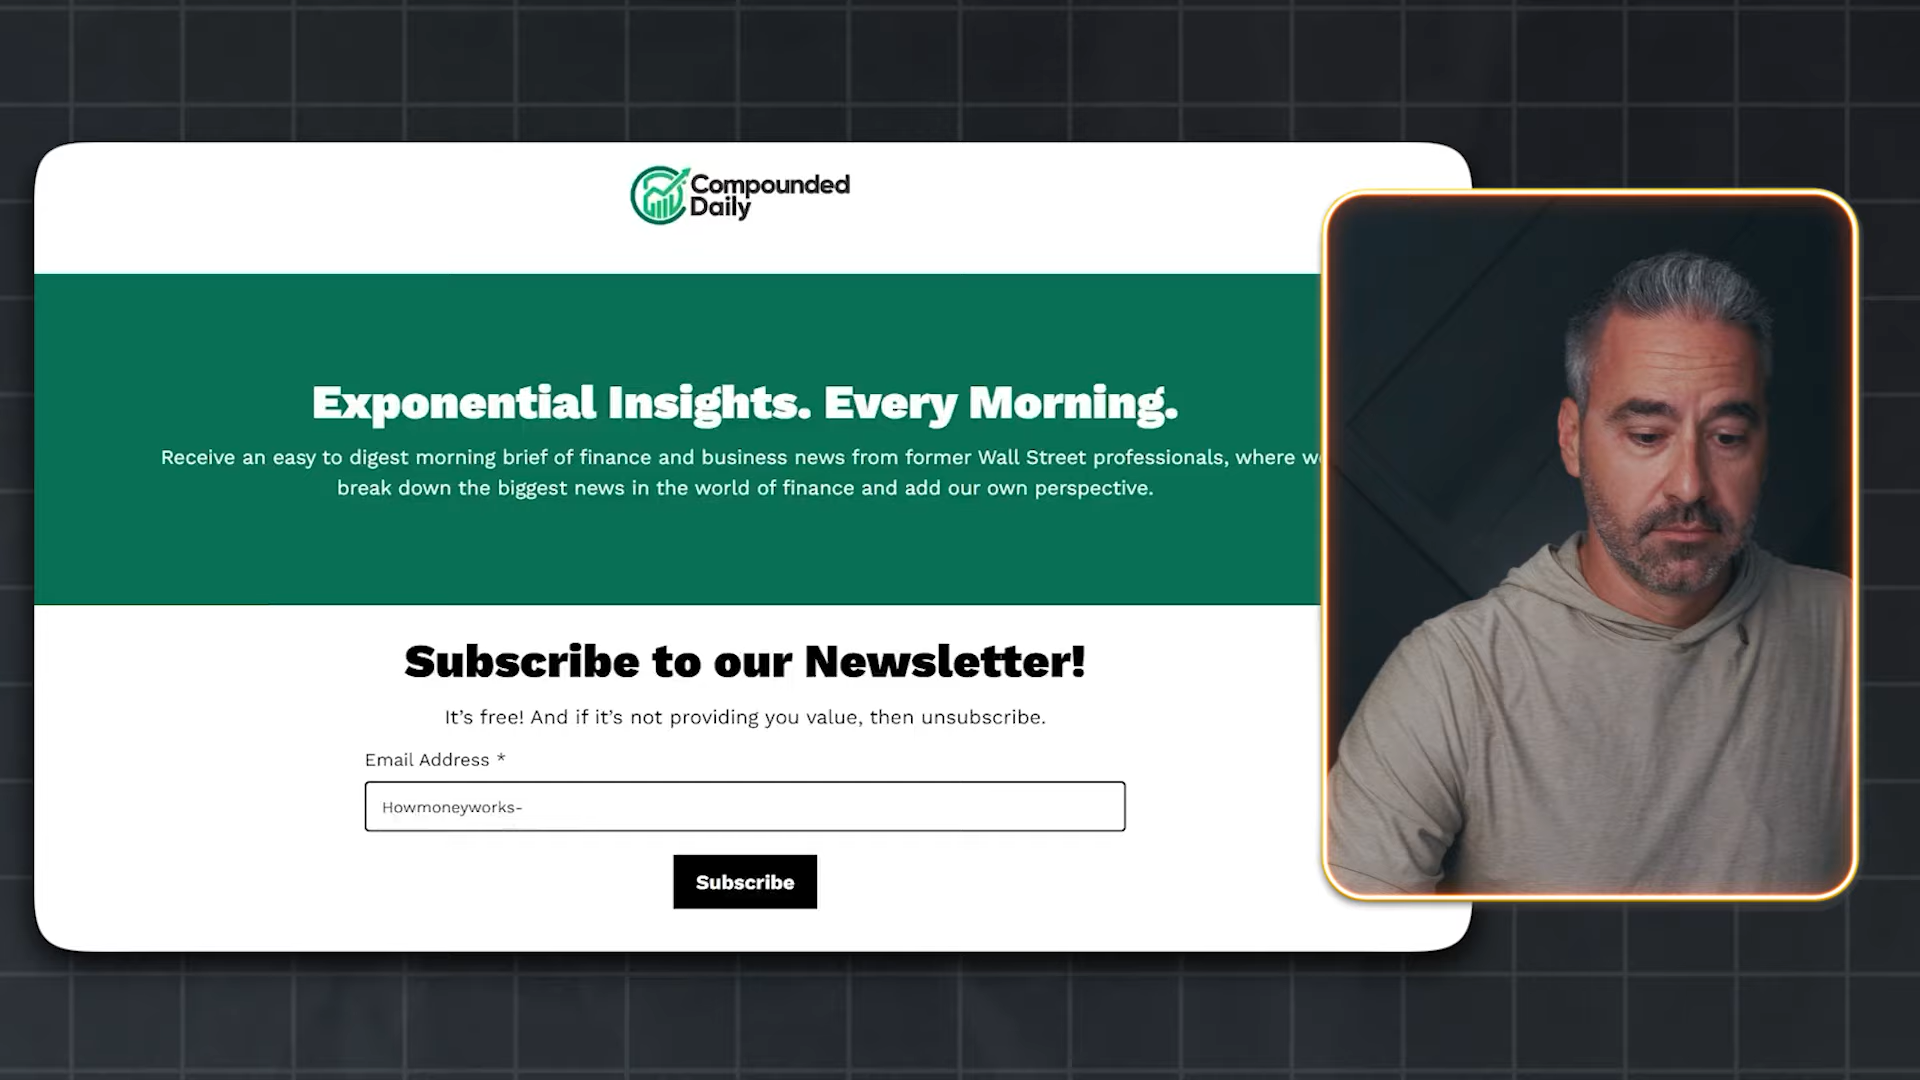 Compounded
Daily
Exponential Insights. Every Morning.
Receive an easy to digest morning brief of finance and business news from former Wall Street professionals, where
break down the biggest news in the world of finance and add our own perspective.
Subscribe to our Newsletter!
It's free! And if it's not providing you value, then unsubscribe.
Email Address *
Howmoneyworks-
Subscribe